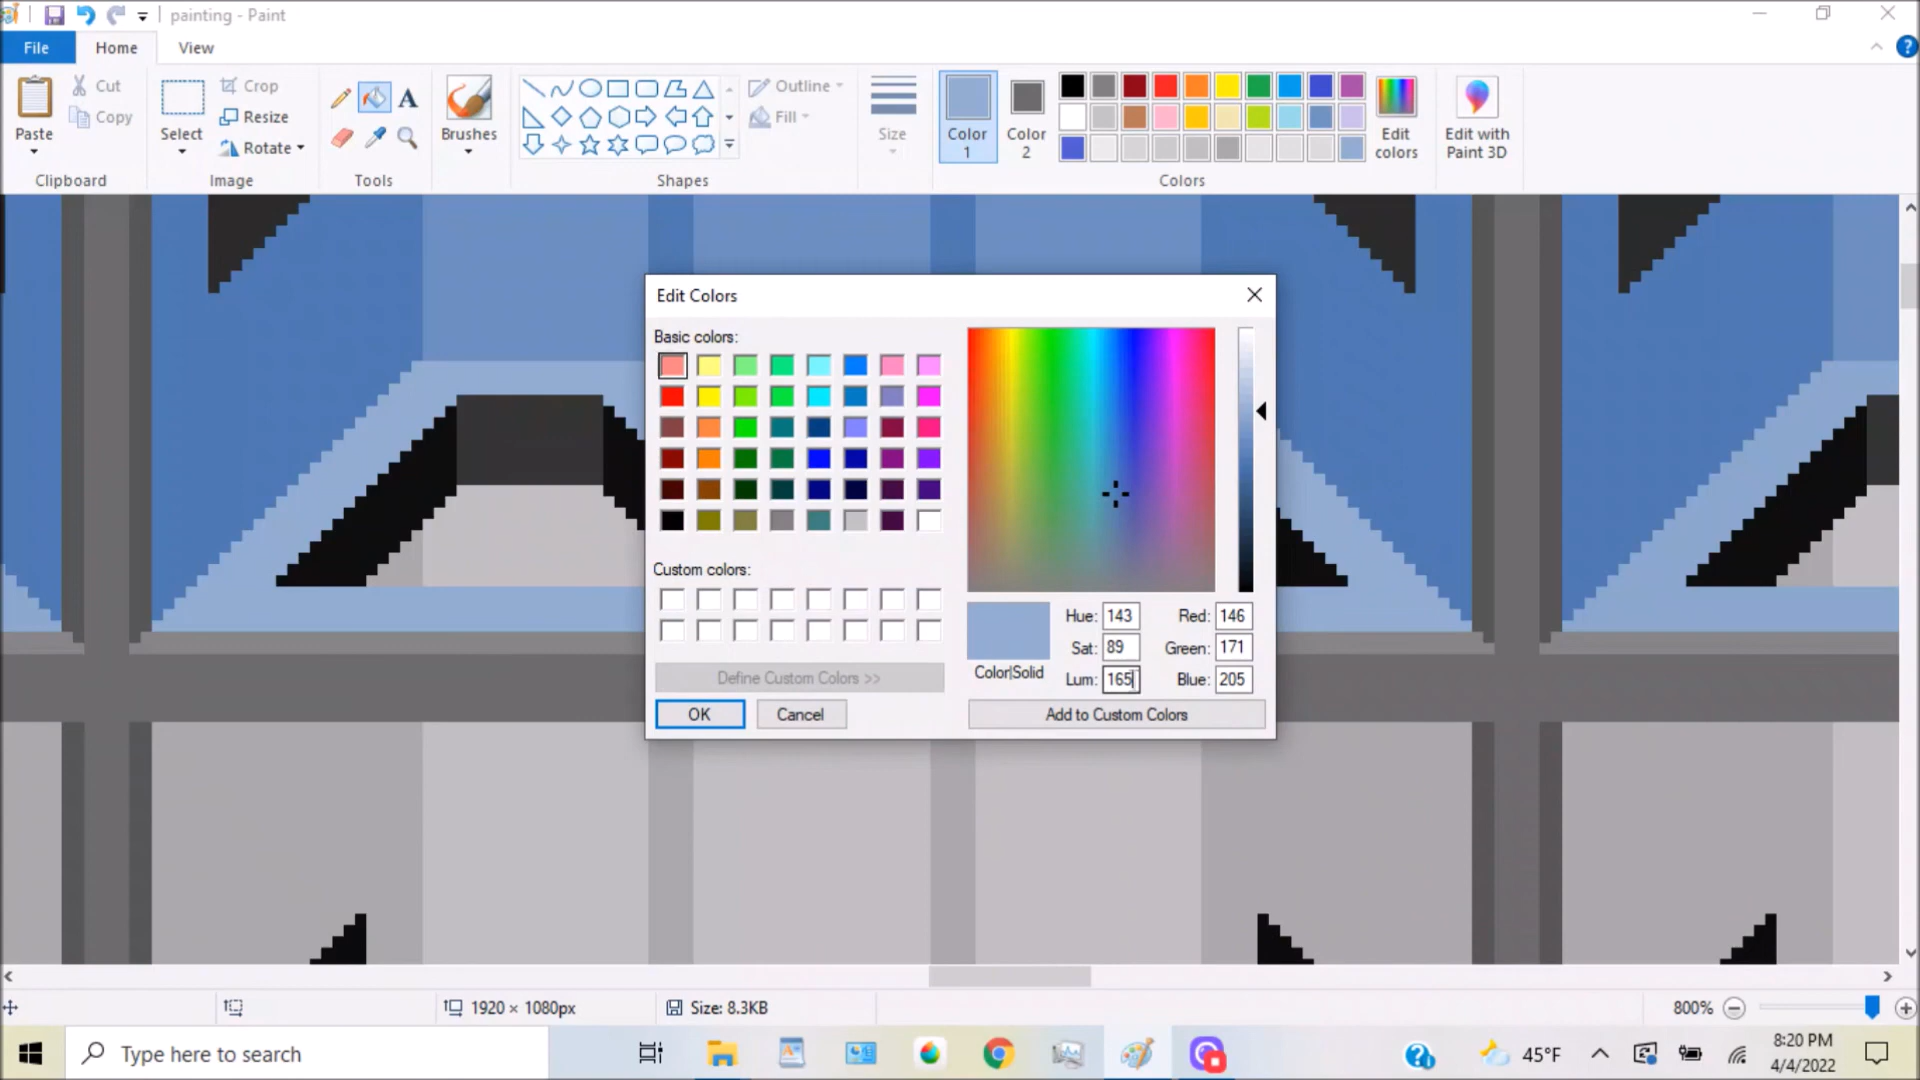 painting - Paint
File Home View
Paste
Cut
Copy
Clipboard
Select
Crop
Resize
Rotate
Image
A
Tools
Brushes
Shapes
Outline
Fill
Size
Color
1
Color
2
Edit
colors
Colors
Edit with
Paint 3D
Edit Colors
Basic colors:
Custom colors:
Define Custom Colors >>
OK Cancel
Color|Solid
Hue: 143 Red: 146
Sat: 89 Green: 171
Lum: 165 Blue: 205
Add to Custom Colors
1920 × 1080px Size: 8.3KB 800%
Type here to search
45°F
8:20 PM
4/4/2022